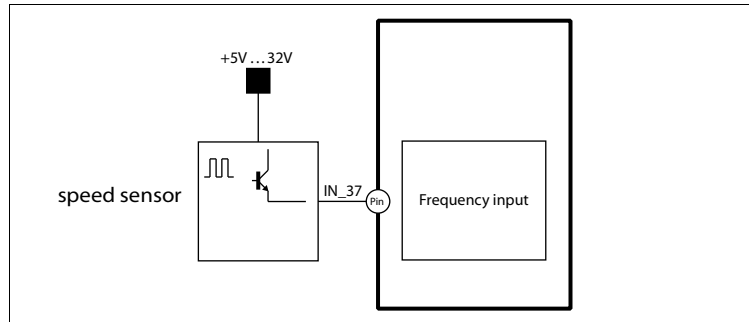 +5V ... 32V
speed sensor
IN_37
Pin
Frequency input